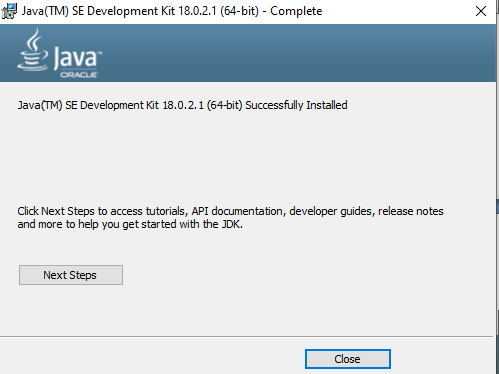 Java(TM) SE Development Kit 18.0.2.1 (64-bit) - Complete
Java
ORACLE
Java(TM) SE Development Kit 18.0.2.1 (64-bit) Successfully Installed
Click Next Steps to access tutorials, API documentation, developer guides, release notes
and more to help you get started with the JDK.
Next Steps
Close